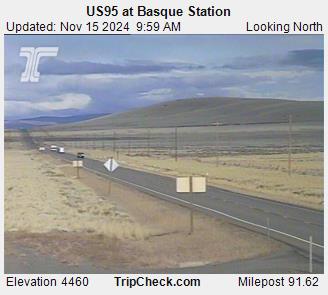 US95 at Basque Station
Updated: Nov 15 2024 9:59 AM Looking North
Elevation 4460 TripCheck.com Milepost 91.62